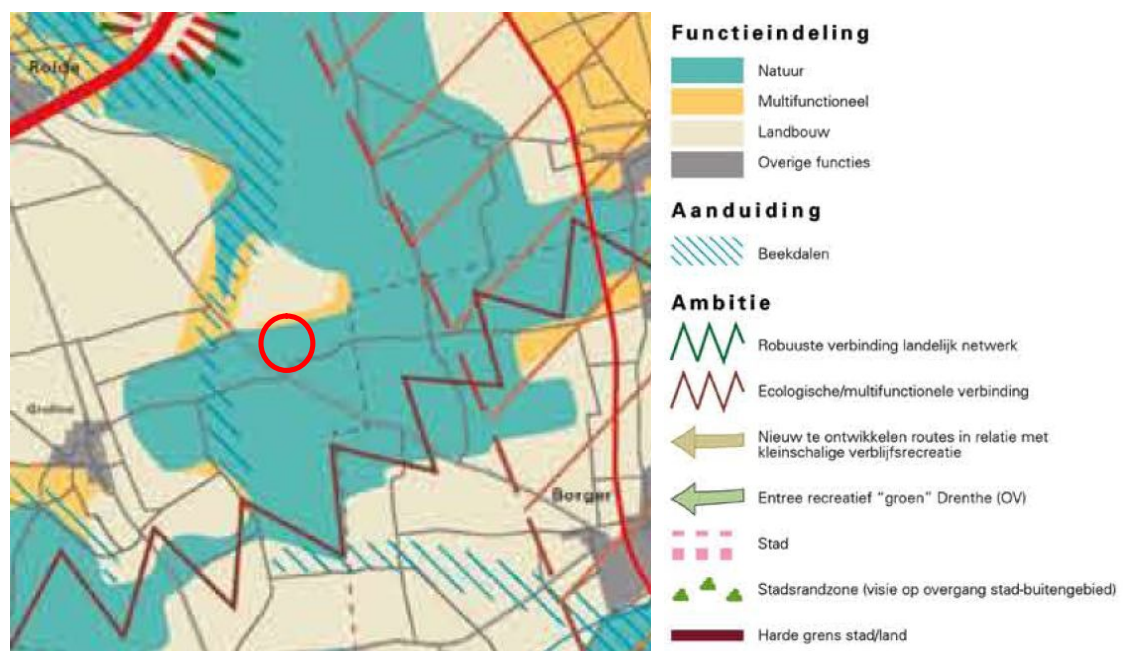 Rolde
Grolloo
Borger
Functieindeling
Natuur
Multifunctioneel
Landbouw
Overige functies
Aanduiding
Beekdalen
Ambitie
Robuuste verbinding landelijk netwerk
Ecologische/multifunctionele verbinding
Nieuw te ontwikkelen routes in relatie met
kleinschalige verblijfsrecreatie
Entree recreatief "groen" Drenthe (OV)
Stad
Stadsrandzone (visie op overgang stad-buitengebied)
Harde grens stad/land